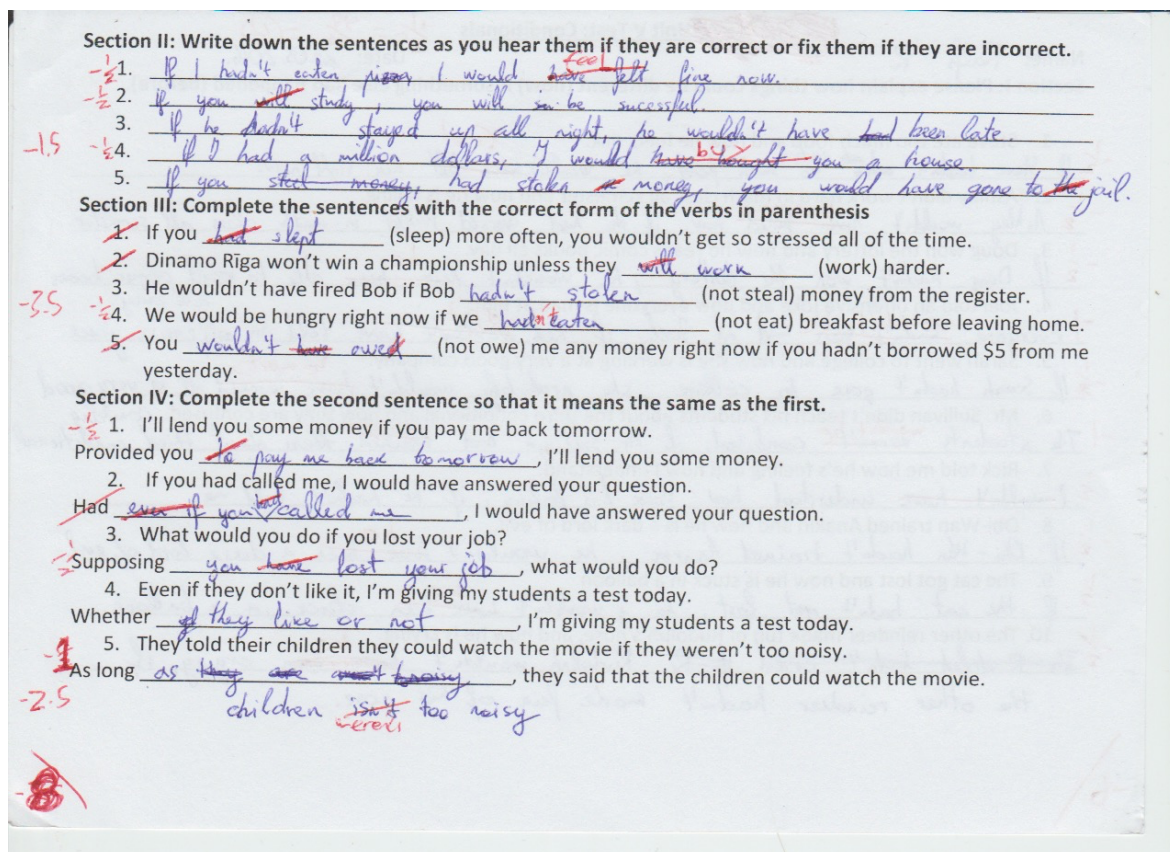 Section II: Write down the sentences as you hear them if they are correct or fix them if they are incorrect.
feel
-½ 1. If I hadn't eaten pizza, I would have felt fine now.
-½ 2. If you will study, you will so be sucessful.
3. If he hadn't stayed up all night, he wouldn't have had been late
buy
-1.5 -½ 4. if I had a million dollars, I would have bought you a house.
5. If you steel money, had stolen money, you would have gone to the jail.
Section III: Complete the sentences with the correct form of the verbs in parenthesis
1. If you had slept (sleep) more often, you wouldn't get so stressed all of the time.
2. Dinamo Rīga won't win a championship unless they will work (work) harder.
-3.5 3. He wouldn't have fired Bob if Bob hadn't stolen (not steal) money from the register.
-½ 4. We would be hungry right now if we hadn't eaten (not eat) breakfast before leaving home.
5. You wouldn't have owed (not owe) me any money right now if you hadn't borrowed $5 from me
yesterday.
Section IV: Complete the second sentence so that it means the same as the first.
-½ 1. I'll lend you some money if you pay me back tomorrow.
Provided you to pay me back tomorrow, I'll lend you some money.
2. If you had called me, I would have answered your question.
Had even if you had called me, I would have answered your question.
3. What would you do if you lost your job?
-½ Supposing you have lost your job, what would you do?
4. Even if they don't like it, I'm giving my students a test today.
Whether if they like or not, I'm giving my students a test today.
5. They told their children they could watch the movie if they weren't too noisy.
-1 As long as they are noisy, they said that the children could watch the movie.
-2.5 children isn't too noisy
weren't
-8